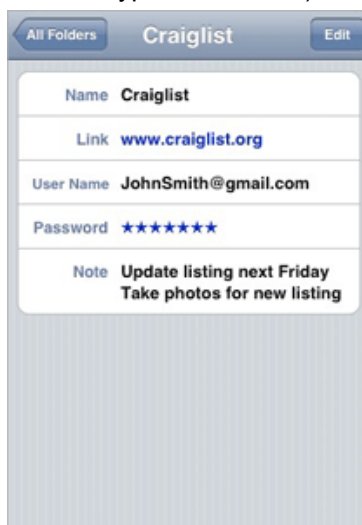 All Folders Craiglist Edit
Name Craiglist
Link www.craiglist.org
User Name JohnSmith@gmail.com
Password ★★★★★★★
Note Update listing next Friday
Take photos for new listing